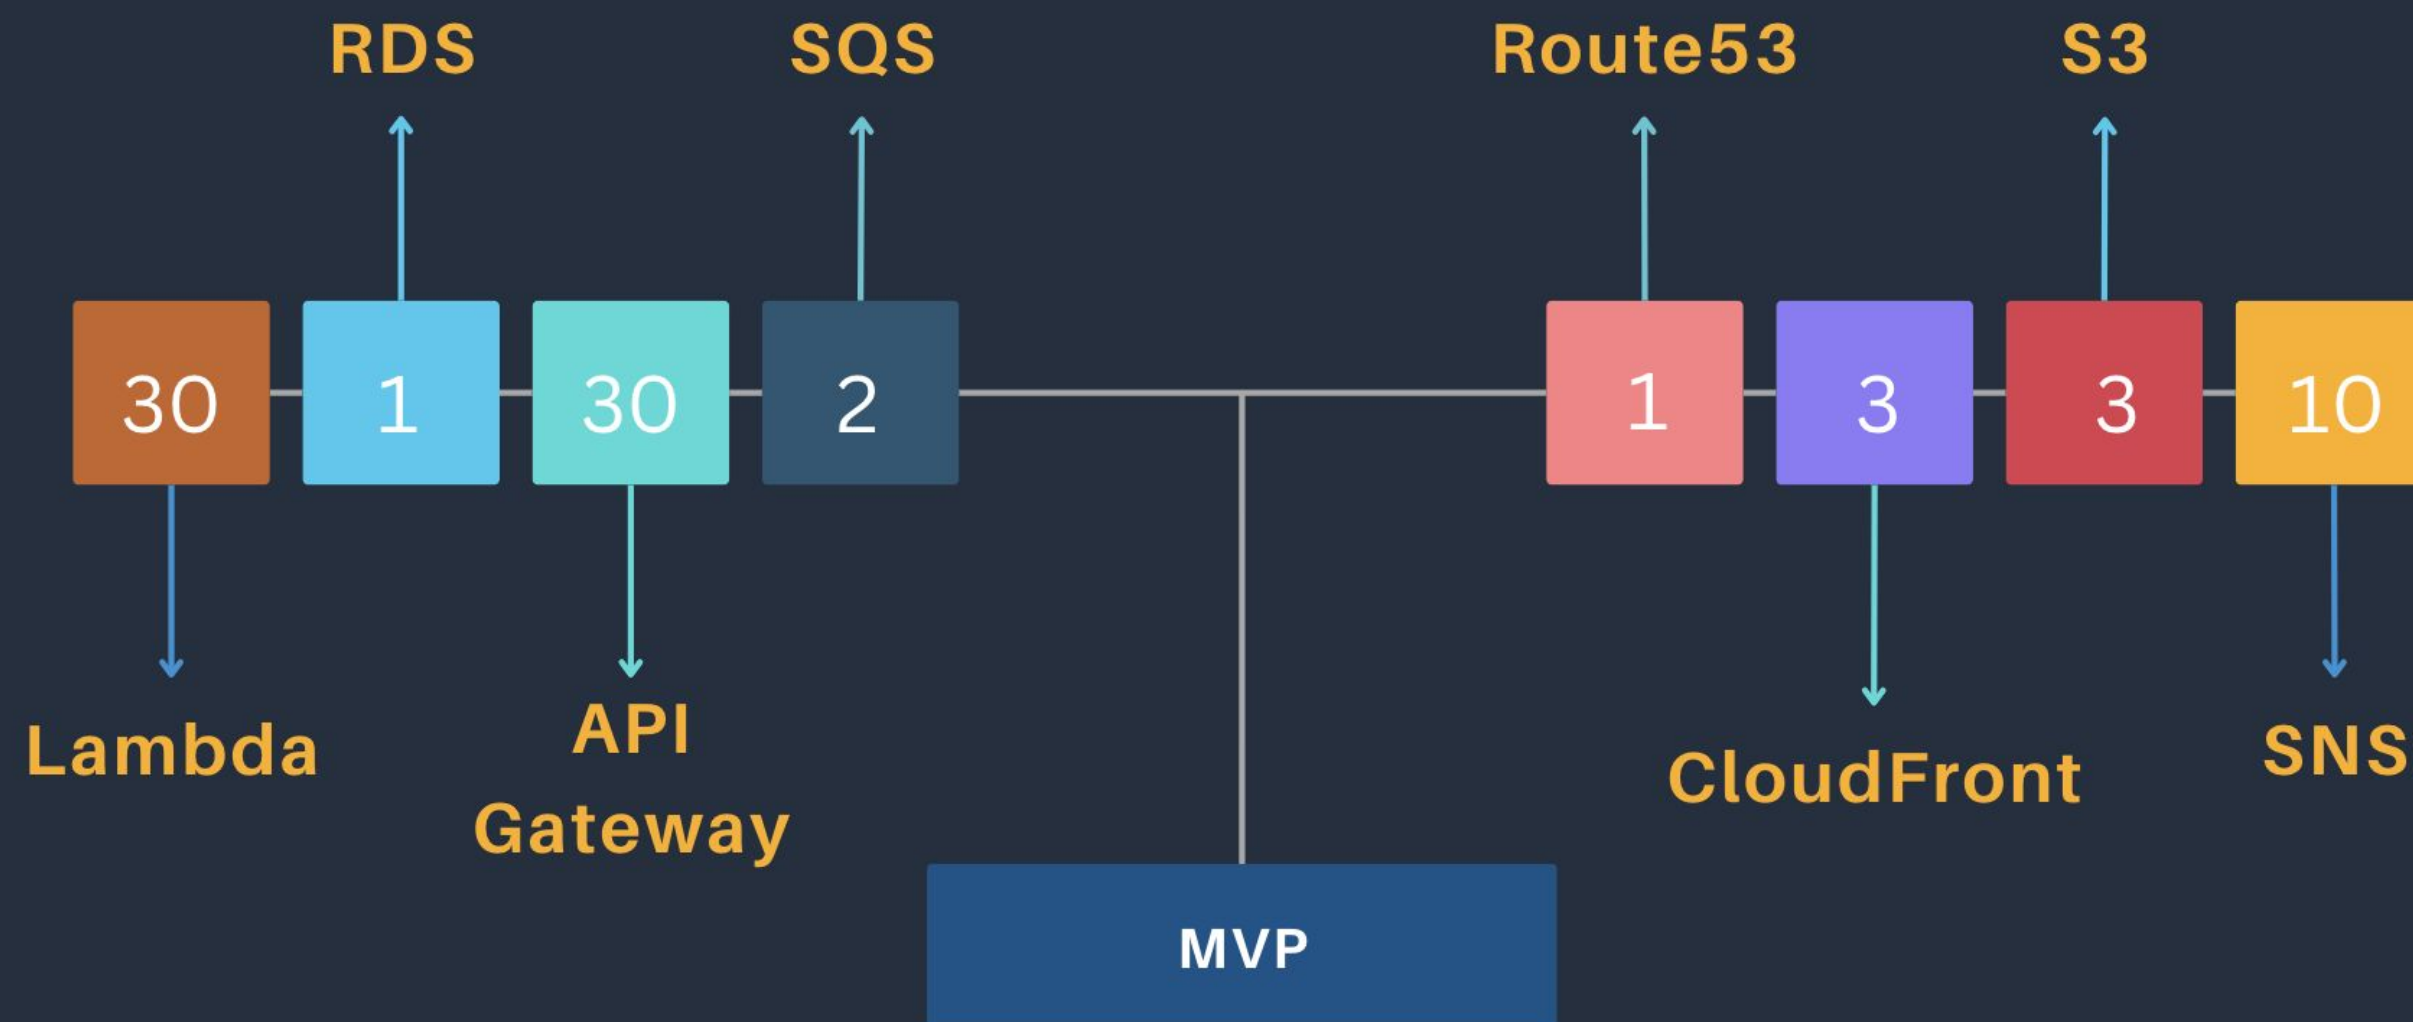 RDS
SQS
Route53
S3
30
1
30
2
1
3
3
10
Lambda
API
Gateway
CloudFront
SNS
MVP